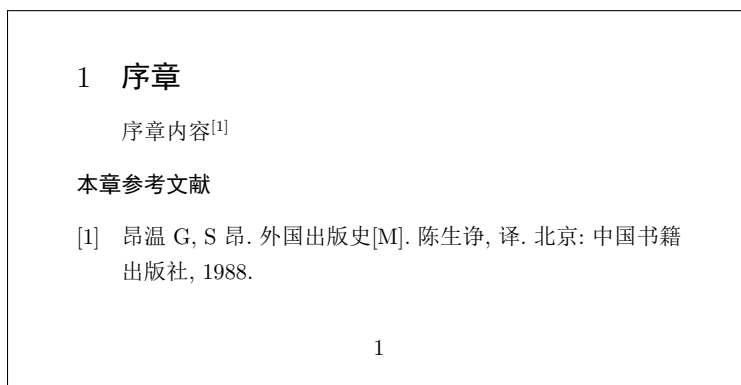 1 序章
序章内容[1]
本章参考文献
[1] 昂温 G, S 昂. 外国出版史[M]. 陈生诤, 译. 北京: 中国书籍
出版社, 1988.
1